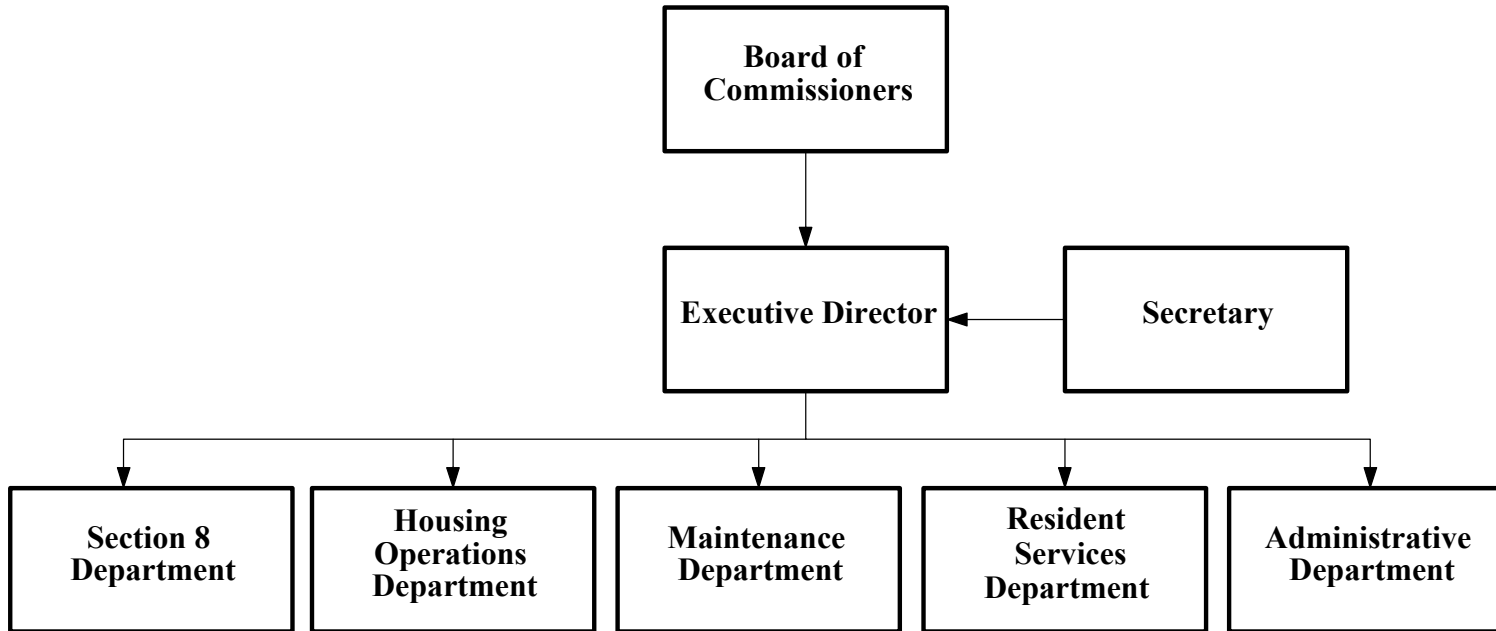 Board of
Commissioners
Executive Director
Secretary
Section 8
Department
Housing
Operations
Department
Maintenance
Department
Resident
Services
Department
Administrative
Department